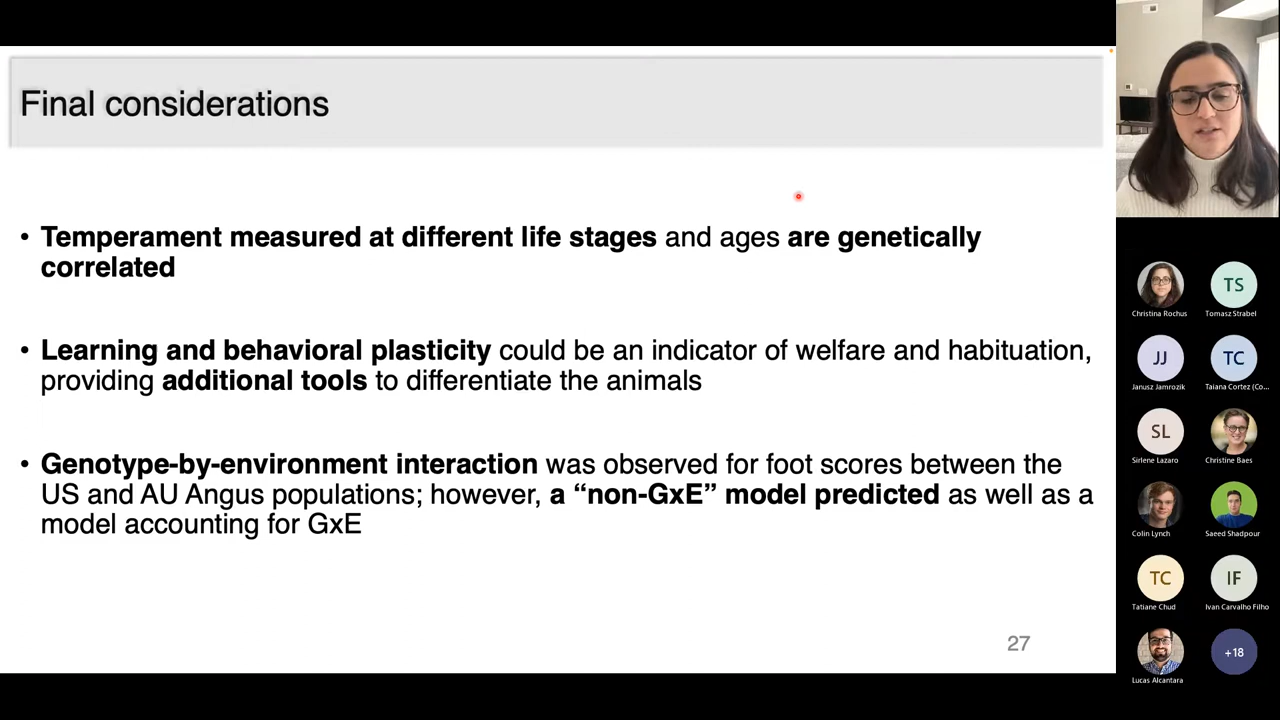 Final considerations
• Temperament measured at different life stages and ages are genetically
correlated
• Learning and behavioral plasticity could be an indicator of welfare and habituation,
providing additional tools to differentiate the animals
• Genotype-by-environment interaction was observed for foot scores between the
US and AU Angus populations; however, a “non-GxE” model predicted as well as a
model accounting for GxE
27
TS
Christina Rochus
Tomasz Strabel
JJ
TC
Janusz Jamrozik
Taiana Cortez (Co...
SL
Sirlene Lazaro
Christine Baes
Colin Lynch
Saeed Shadpour
TC
IF
Tatiane Chud
Ivan Carvalho Filho
+18
Lucas Alcantara